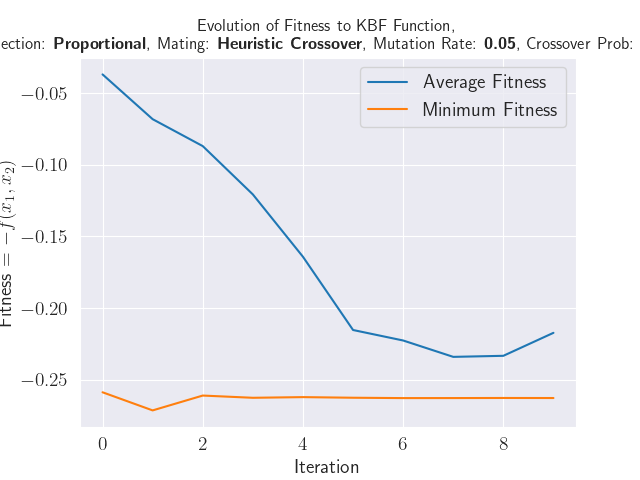 Evolution of Fitness to KBF Function,
ection: Proportional, Mating: Heuristic Crossover, Mutation Rate: 0.05, Crossover Prob:
Average Fitness
Minimum Fitness
−0.05
−0.10
−0.15
−0.20
−0.25
Fitness = −f(x₁, x₂)
0 2 4 6 8
Iteration